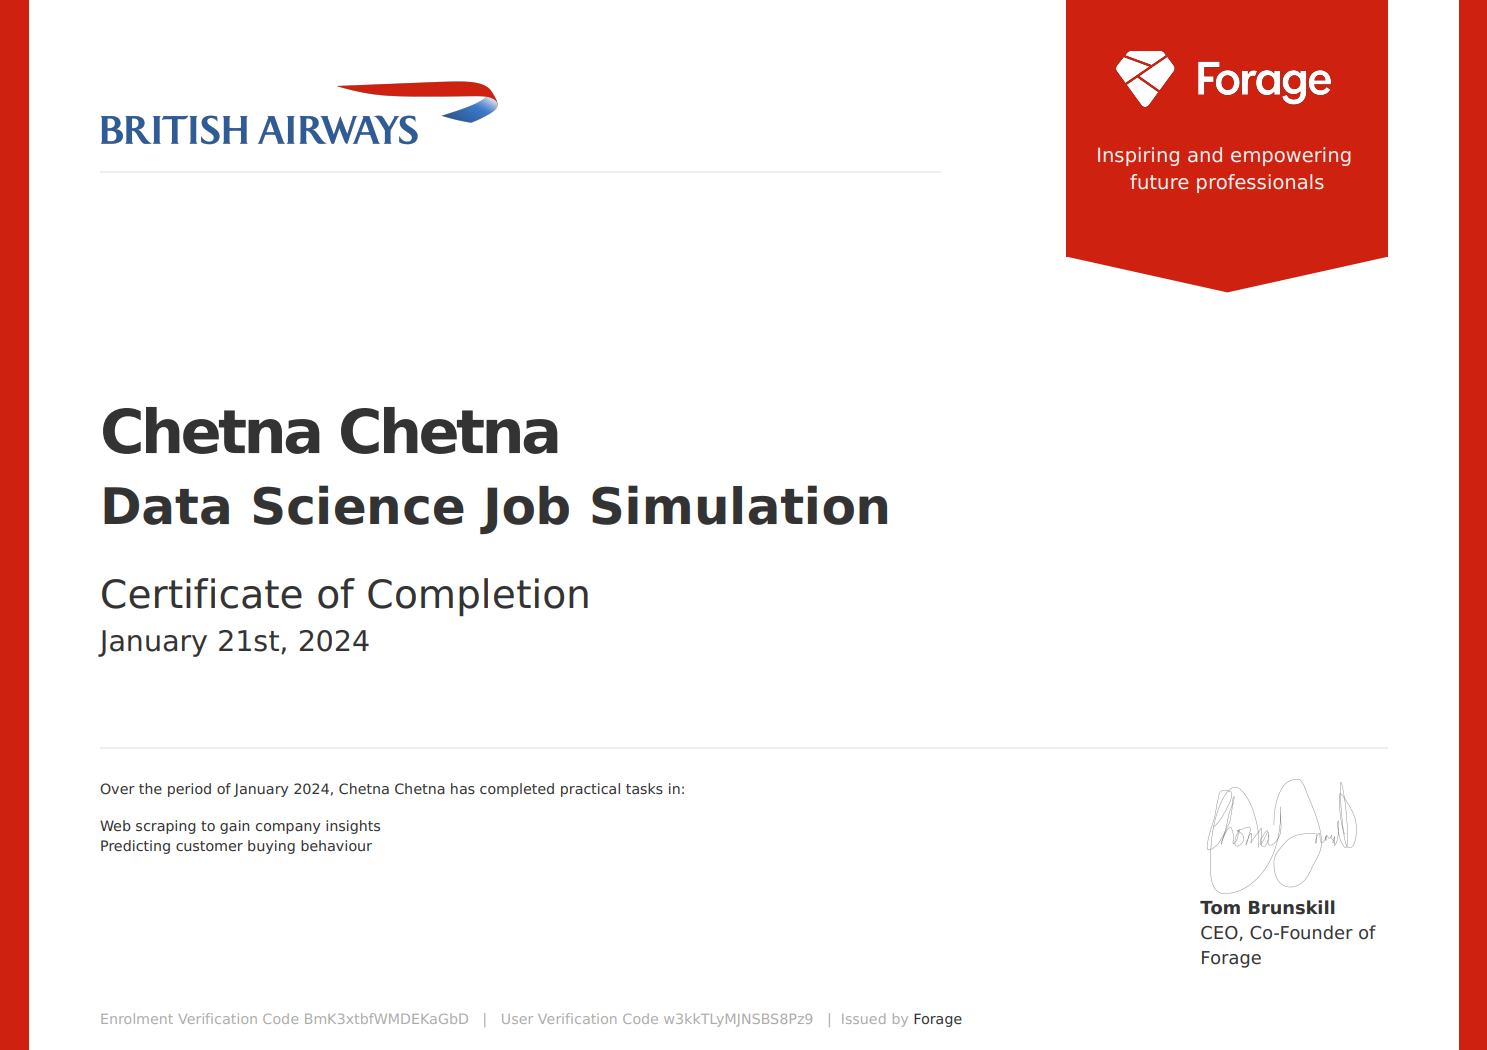 BRITISH AIRWAYS
Forage
Inspiring and empowering
future professionals
Chetna Chetna
Data Science Job Simulation
Certificate of Completion
January 21st, 2024
Over the period of January 2024, Chetna Chetna has completed practical tasks in:
Web scraping to gain company insights
Predicting customer buying behaviour
Tom Brunskill
CEO, Co-Founder of
Forage
Enrolment Verification Code BmK3xtbfWMDEKaGbD | User Verification Code w3kkTLyMJNSBS8Pz9 | Issued by Forage